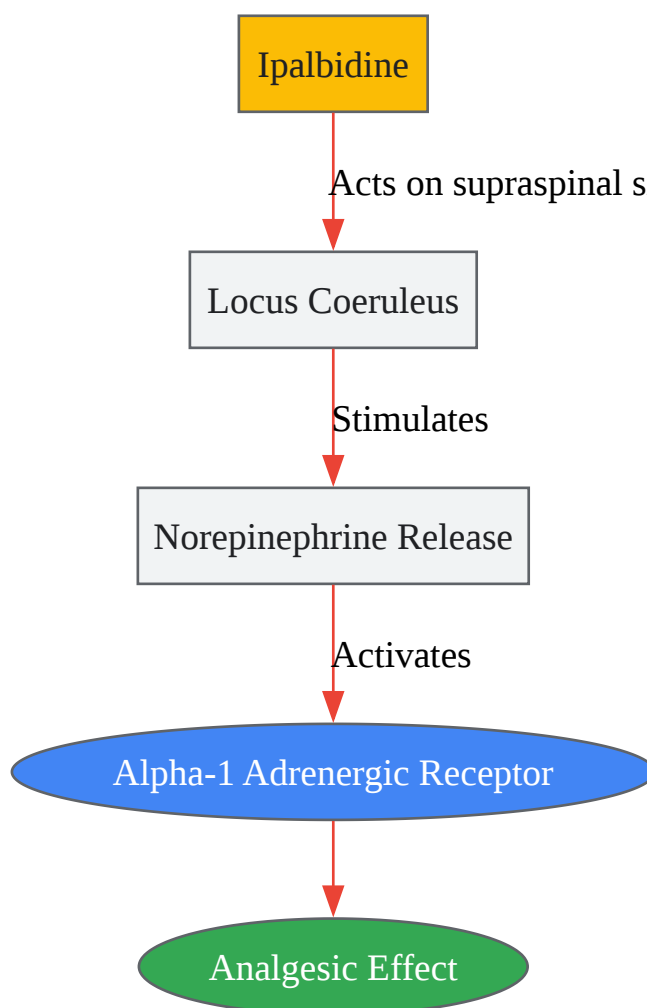 Ipalbidine
Acts on supraspinal s
Locus Coeruleus
Stimulates
Norepinephrine Release
Activates
Alpha-1 Adrenergic Receptor
Analgesic Effect